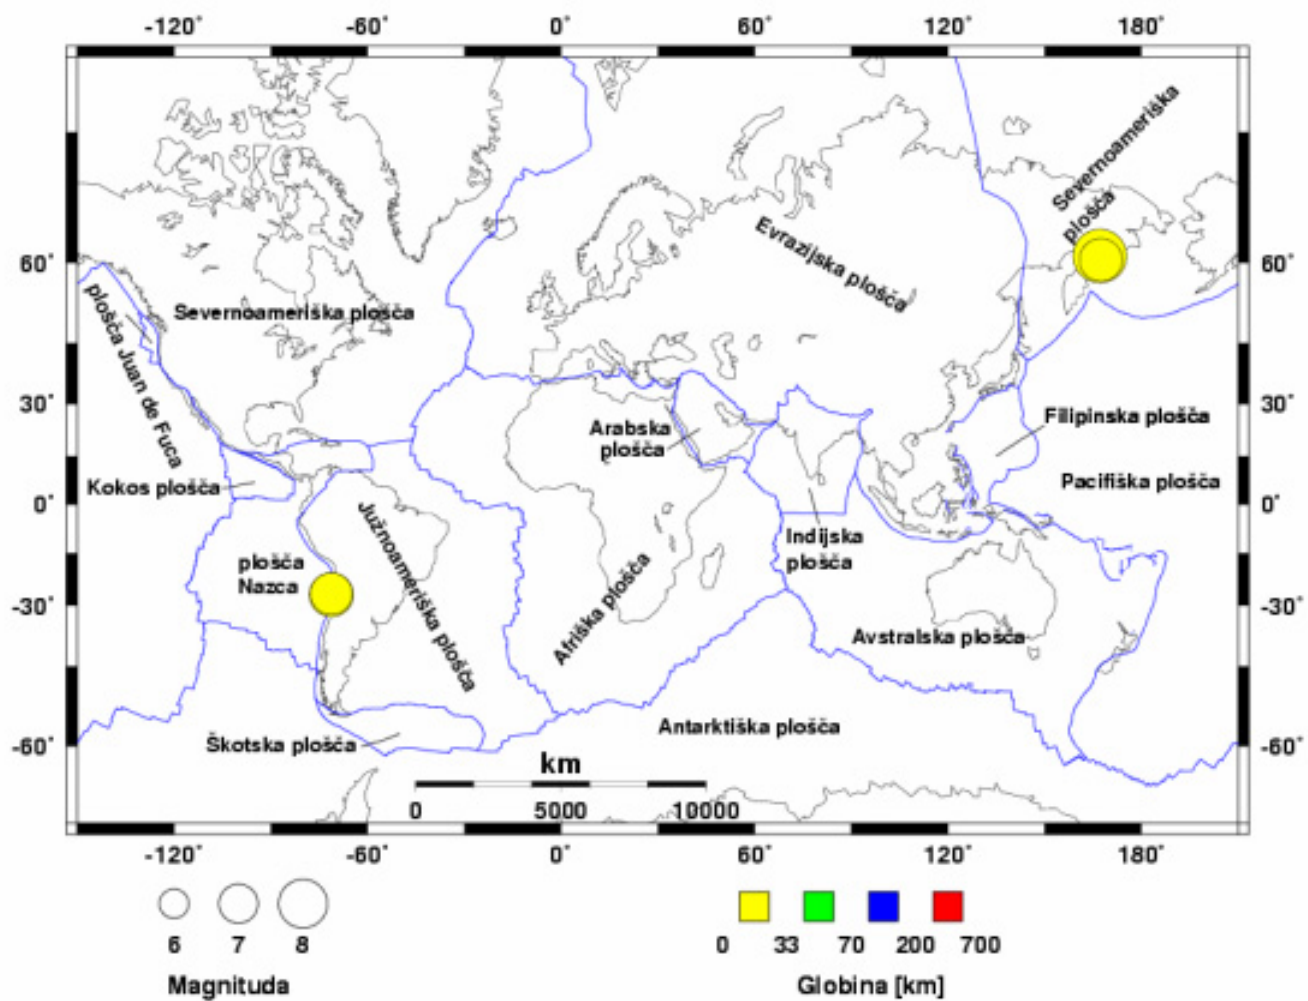 -120° -60° 0° 60° 120° 180°
Severnoameriška
plošča
Evrazijska plošča
60° 60°
plošča Juan de Fuca
Severnoameriška plošča
30° 30°
Arabska
plošča
Filipinska plošča
Kokos plošča
Pacifiška plošča
0° 0°
Južnoameriška plošča
Indijska
plošča
plošča
Nazca
Afriška plošča
-30° -30°
Avstralska plošča
Antarktiška plošča
Škotska plošča
-60° -60°
km
0 5000 10000
-120° -60° 0° 60° 120° 180°
6 7 8
0 33 70 200 700
Magnituda
Globina [km]